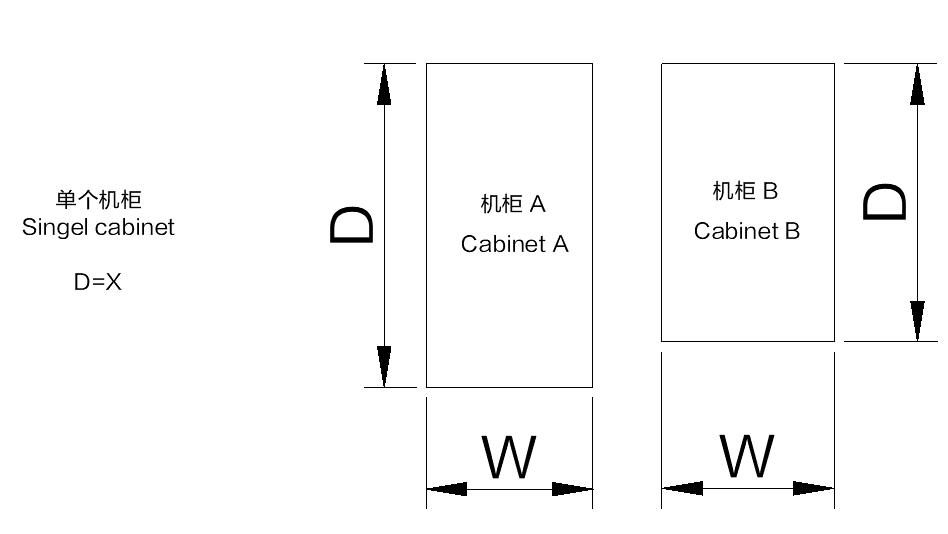 单个机柜
Singel cabinet
D=X
D
机柜 A
Cabinet A
W
机柜 B
Cabinet B
D
W